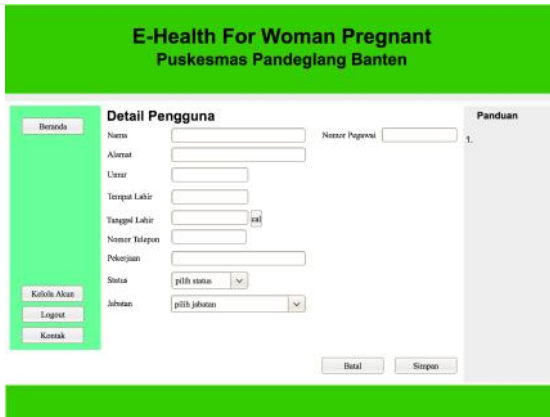 E-Health For Woman Pregnant
Puskesmas Pandeglang Banten
Beranda
Detail Pengguna
Nama
Nomor Pegawai
Alamat
Umur
Tempat Lahir
Tanggal Lahir
cal
Nomor Telepon
Pekerjaan
Status
pilih status
Jabatan
pilih jabatan
Kelola Akun
Logout
Kontak
Batal
Simpan
Panduan
1.